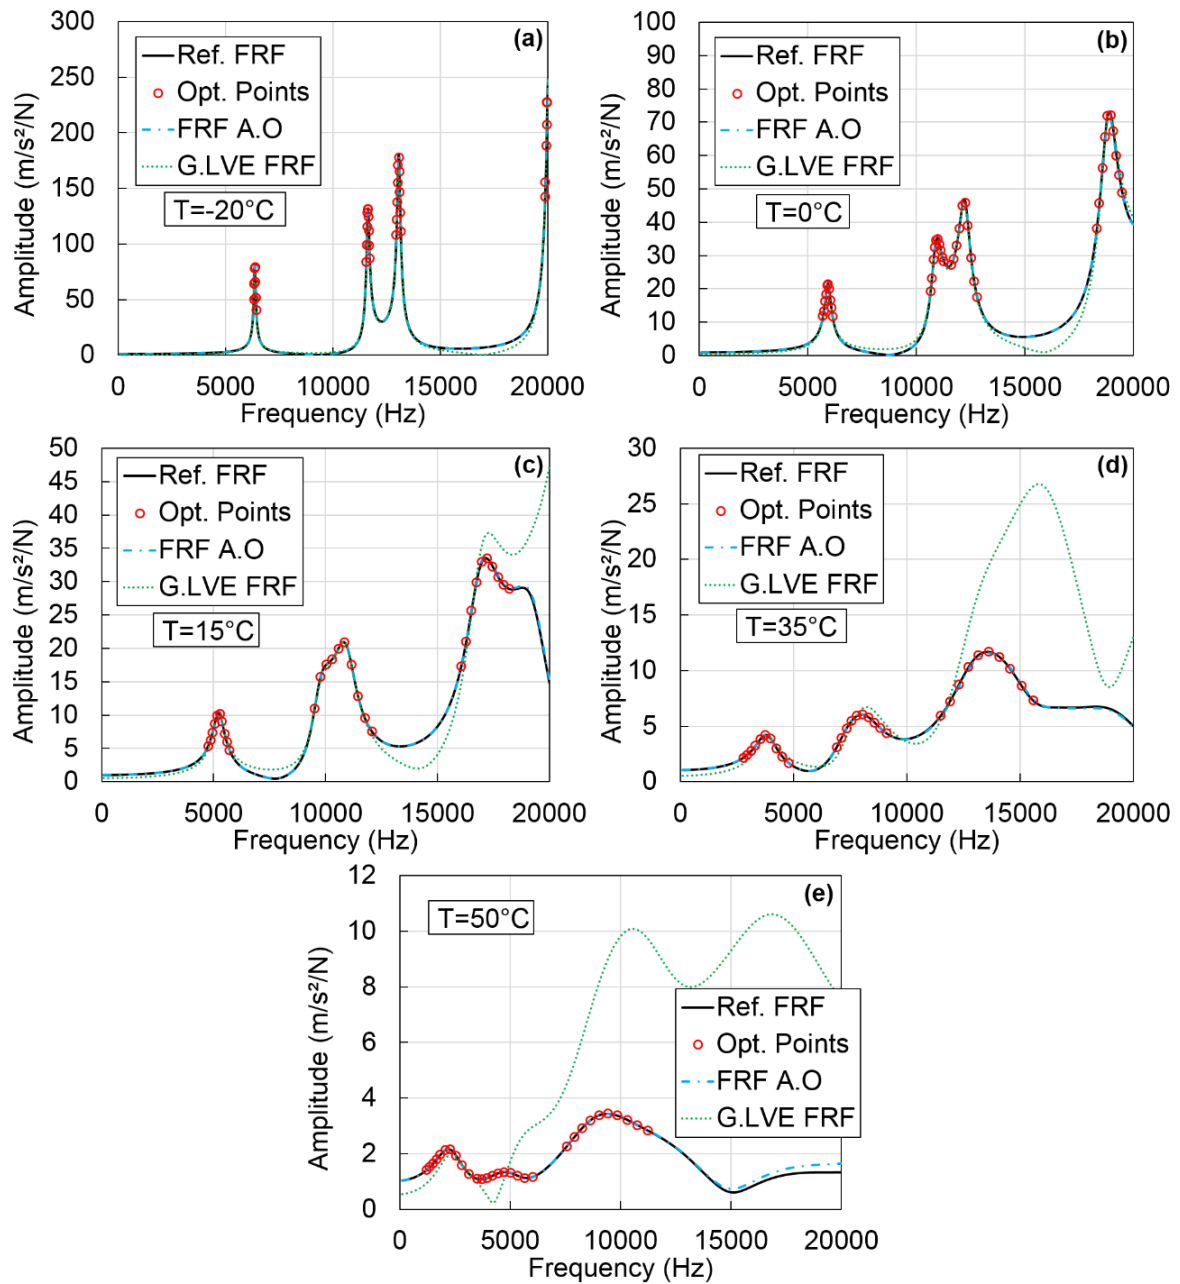 (a)
Ref. FRF
Opt. Points
FRF A.O
G.LVE FRF
T=-20°C
Amplitude (m/s²/N)
300
250
200
150
100
50
0
0 5000 10000 15000 20000
Frequency (Hz)
(b)
Ref. FRF
Opt. Points
FRF A.O
G.LVE FRF
T=0°C
Amplitude (m/s²/N)
100
90
80
70
60
50
40
30
20
10
0
0 5000 10000 15000 20000
Frequency (Hz)
(c)
Ref. FRF
Opt. Points
FRF A.O
G.LVE FRF
T=15°C
Amplitude (m/s²/N)
50
45
40
35
30
25
20
15
10
5
0
0 5000 10000 15000 20000
Frequency (Hz)
(d)
Ref. FRF
Opt. Points
FRF A.O
G.LVE FRF
T=35°C
Amplitude (m/s²/N)
30
25
20
15
10
5
0
0 5000 10000 15000 20000
Frequency (Hz)
(e)
T=50°C
Ref. FRF
Opt. Points
FRF A.O
G.LVE FRF
Amplitude (m/s²/N)
12
10
8
6
4
2
0
0 5000 10000 15000 20000
Frequency (Hz)